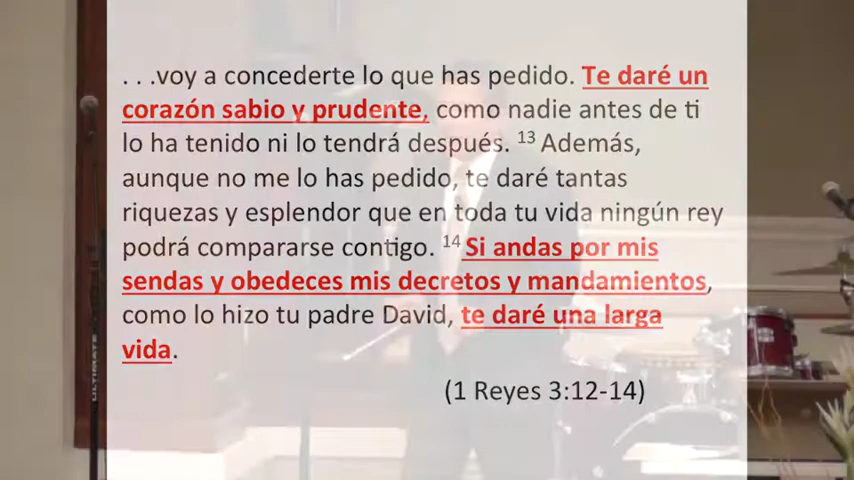 . . .voy a concederte lo que has pedido. Te daré un
corazón sabio y prudente, como nadie antes de ti
lo ha tenido ni lo tendrá después. 13 Además,
aunque no me lo has pedido, te daré tantas
riquezas y esplendor que en toda tu vida ningún rey
podrá compararse contigo. 14 Si andas por mis
sendas y obedeces mis decretos y mandamientos,
como lo hizo tu padre David, te daré una larga
vida.
(1 Reyes 3:12-14)
ULTIMATE